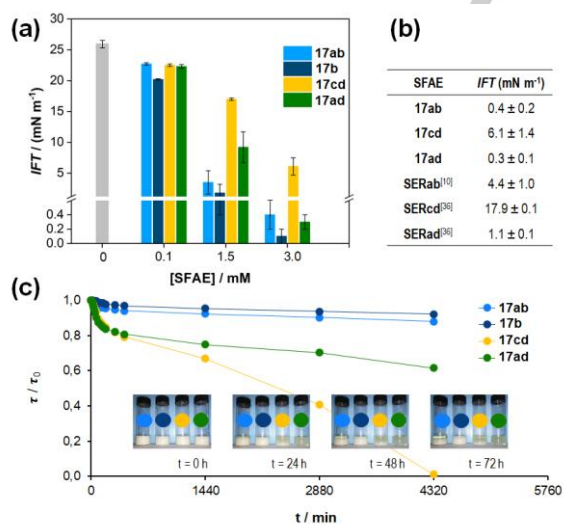 (a)
30
25
20
15
10
5
0.4
0.2
0.0
IFT / (mN m⁻¹)
17ab
17b
17cd
17ad
0 0.1 1.5 3.0
[SFAE] / mM
(b)
SFAE IFT (mN m⁻¹)
17ab 0.4 ± 0.2
17cd 6.1 ± 1.4
17ad 0.3 ± 0.1
SERab[10] 4.4 ± 1.0
SERcd[36] 17.9 ± 0.1
SERad[36] 1.1 ± 0.1
(c)
1,0
0,8
0,6
0,4
0,2
0,0
τ / τ₀
17ab
17b
17cd
17ad
t = 0 h t = 24 h t = 48 h t = 72 h
0 1440 2880 4320 5760
t / min